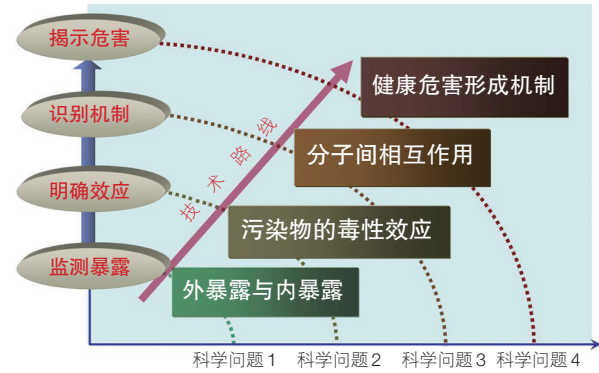 揭示危害
健康危害形成机制
识别机制
分子间相互作用
技术路线
明确效应
污染物的毒性效应
监测暴露
外暴露与内暴露
科学问题1 科学问题2 科学问题3 科学问题4